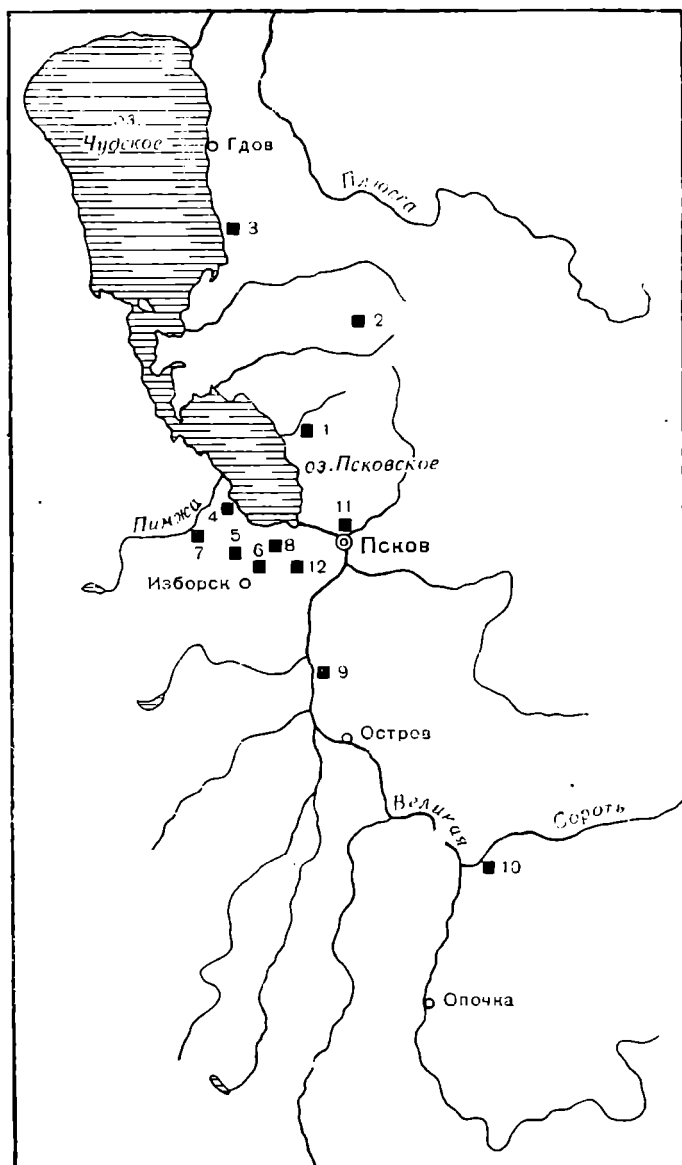 оз.
Чудское
Гдов
Плюсса
3
2
1
оз. Псковское
Пимжа
4
11
7
5
6
8
Псков
12
Изборск
9
Остров
Великая
Сороть
10
Опочка